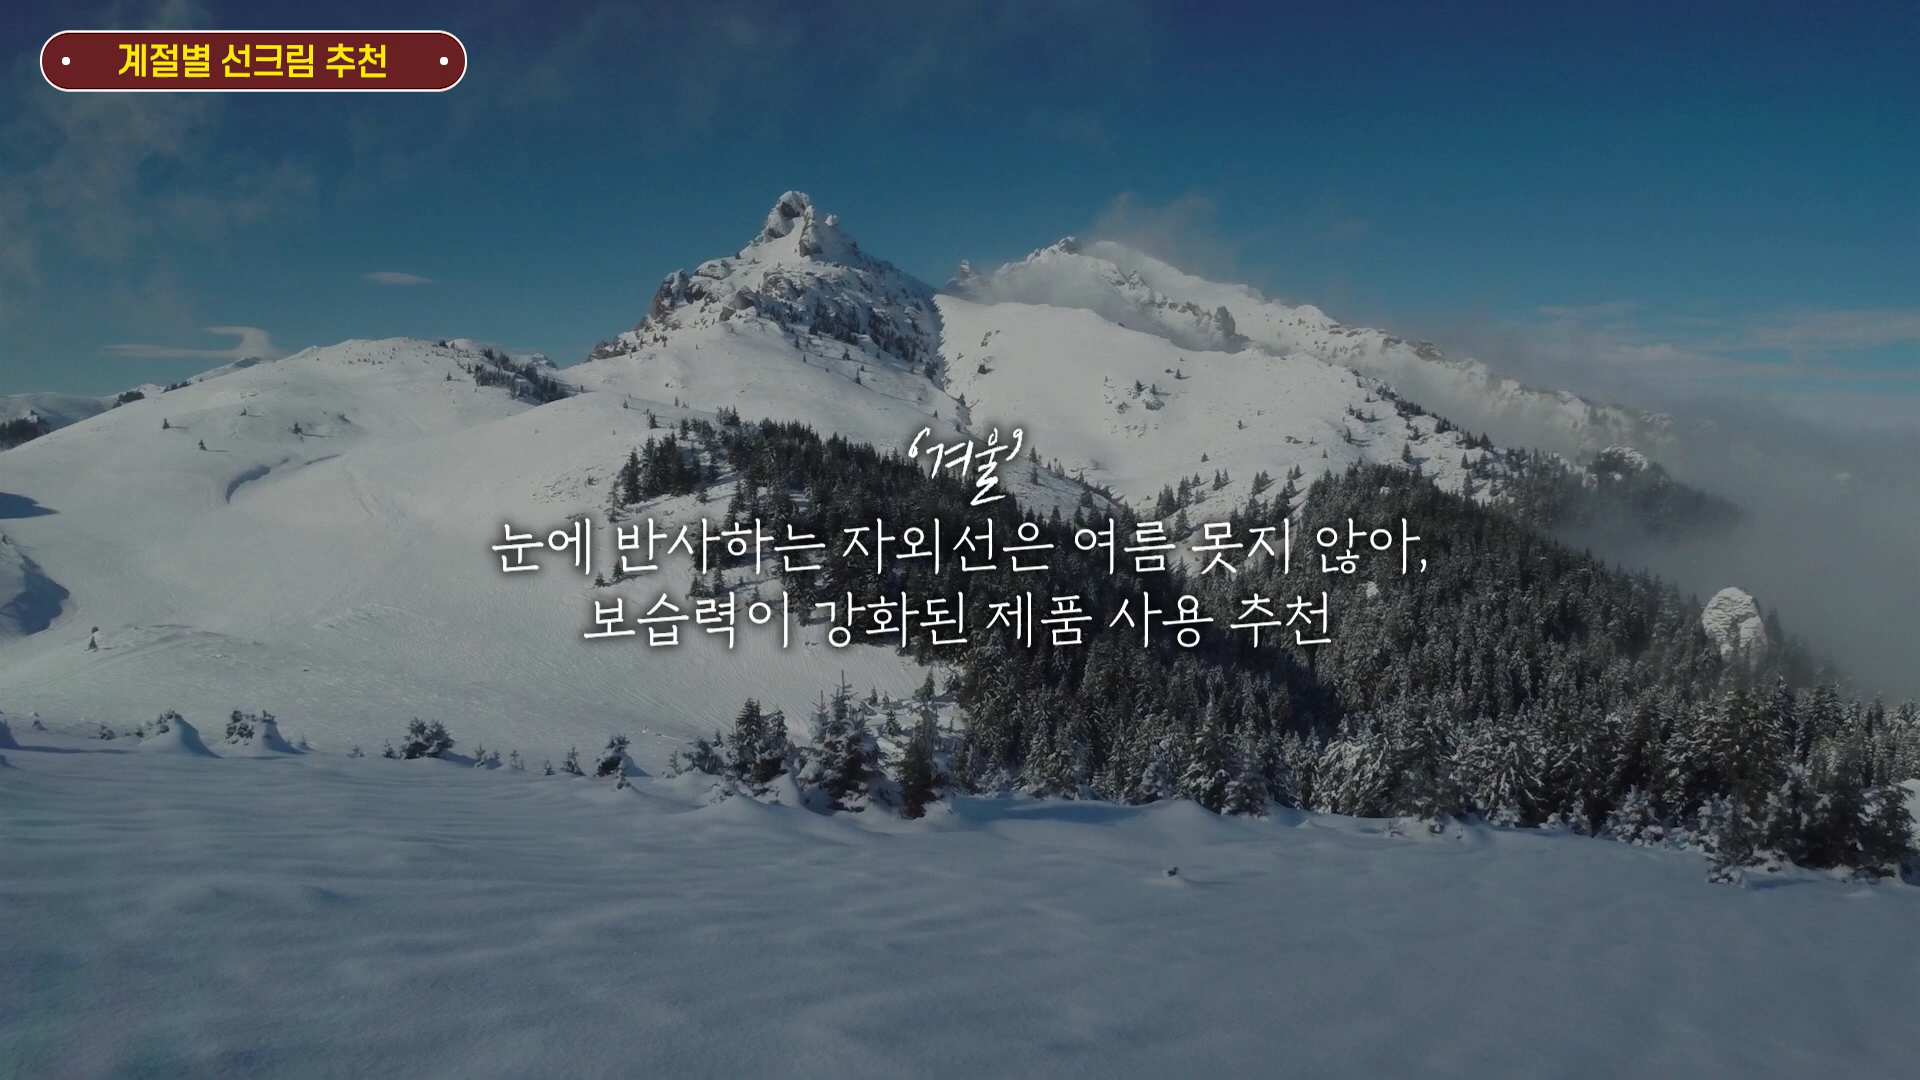 계절별 선크림 추천
‘겨울’
눈에 반사하는 자외선은 여름 못지 않아,
보습력이 강화된 제품 사용 추천